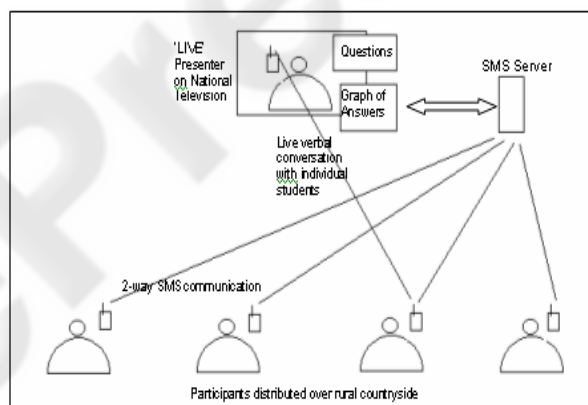 'LIVE'
Presenter
on National
Television
Questions
Graph of
Answers
SMS Server
Live verbal
conversation
with individual
students
2-way SMS communication
Participants distributed over rural countryside